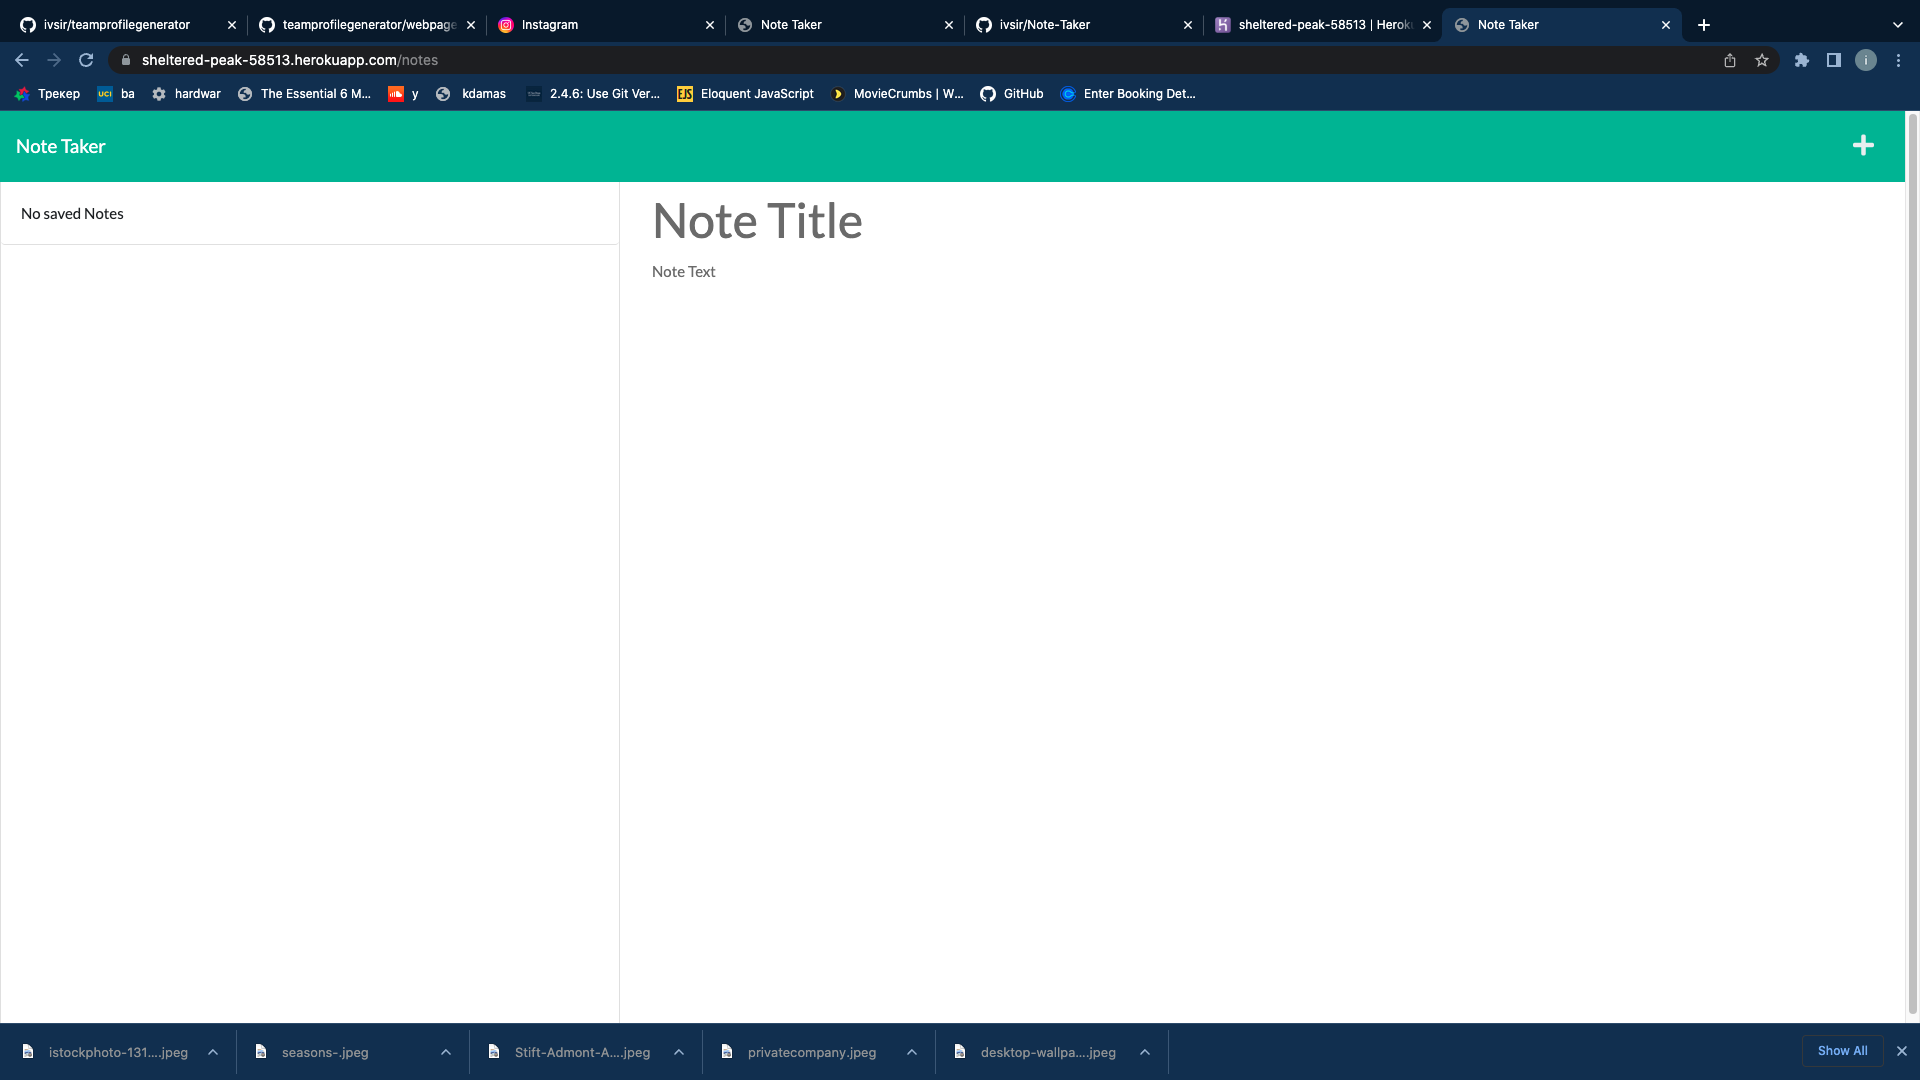 ivsir/teamprofilegenerator
teamprofilegenerator/webpage
Instagram
Note Taker
ivsir/Note-Taker
sheltered-peak-58513 | Heroku
Note Taker
sheltered-peak-58513.herokuapp.com/notes
i
Трекер
UCI
ba
hardwar
The Essential 6 M...
y
kdamas
2.4.6: Use Git Ver...
EJS
Eloquent JavaScript
MovieCrumbs | W...
GitHub
Enter Booking Det...
Note Taker
No saved Notes
Note Title
Note Text
istockphoto-131....jpeg
seasons-.jpeg
Stift-Admont-A....jpeg
privatecompany.jpeg
desktop-wallpa....jpeg
Show All